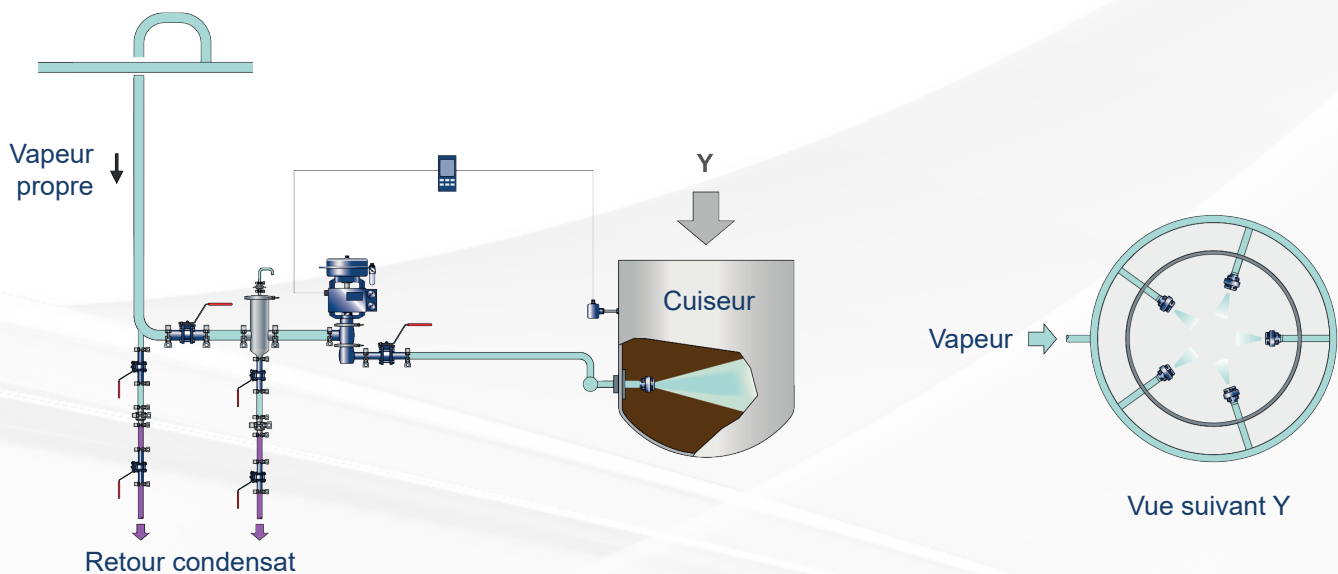 Vapeur
propre
Y
Cuiseur
Vapeur
Vue suivant Y
Retour condensat